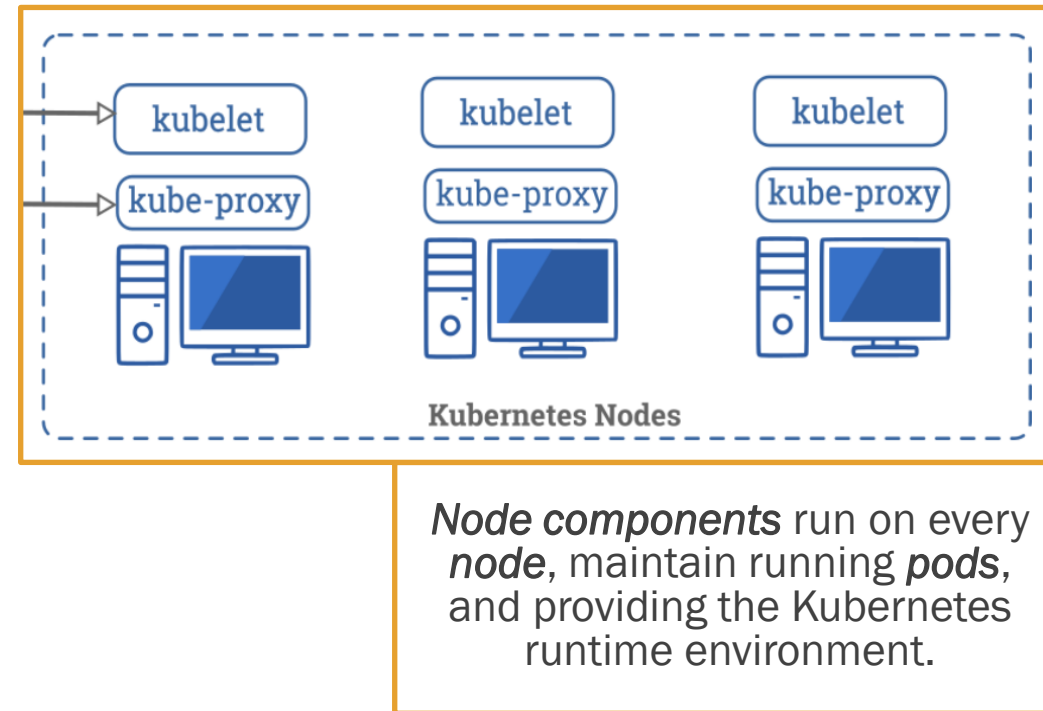 kubelet kubelet kubelet
kube-proxy kube-proxy kube-proxy
Kubernetes Nodes
Node components run on every
node, maintain running pods,
and providing the Kubernetes
runtime environment.